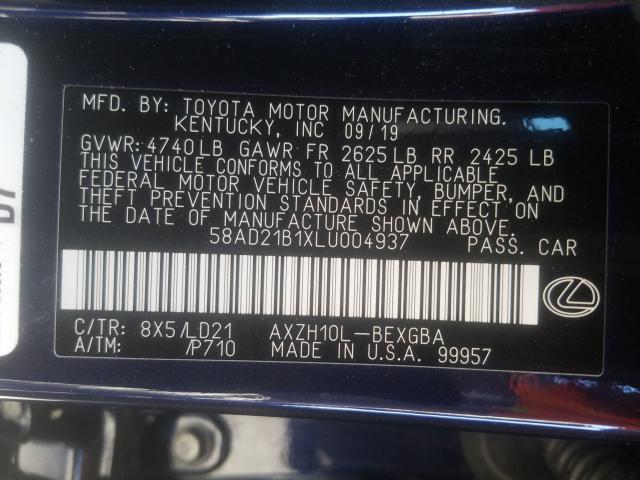 MFD. BY: TOYOTA MOTOR MANUFACTURING.
KENTUCKY, INC 09/19
GVWR: 4740LB GAWR FR 2625LB RR 2425 LB
THIS VEHICLE CONFORMS TO ALL APPLICABLE
FEDERAL MOTOR VEHICLE SAFETY, BUMPER, AND
THEFT PREVENTION STANDARDS IN EFFECT ON
THE DATE OF MANUFACTURE SHOWN ABOVE.
58AD21B1XLU004937 PASS. CAR
C/TR: 8X5/LD21 AXZH10L-BEXGBA
A/TM: /P710 MADE IN U.S.A. 99957